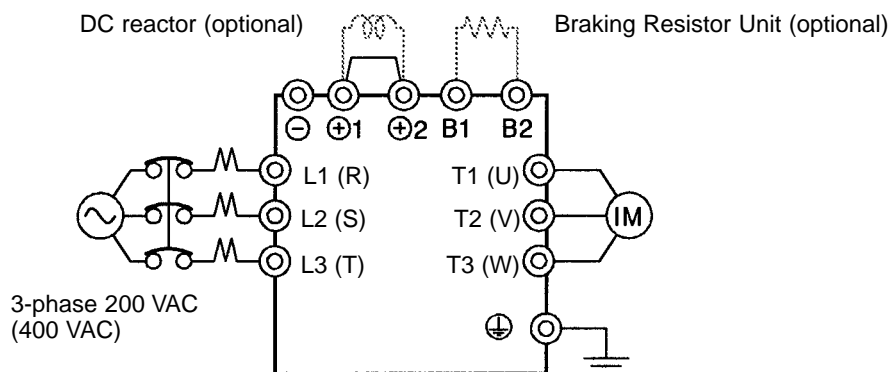 DC reactor (optional) Braking Resistor Unit (optional)
⊖ ⊕1 ⊕2 B1 B2
L1 (R) T1 (U)
L2 (S) T2 (V) IM
L3 (T) T3 (W)
3-phase 200 VAC
(400 VAC)